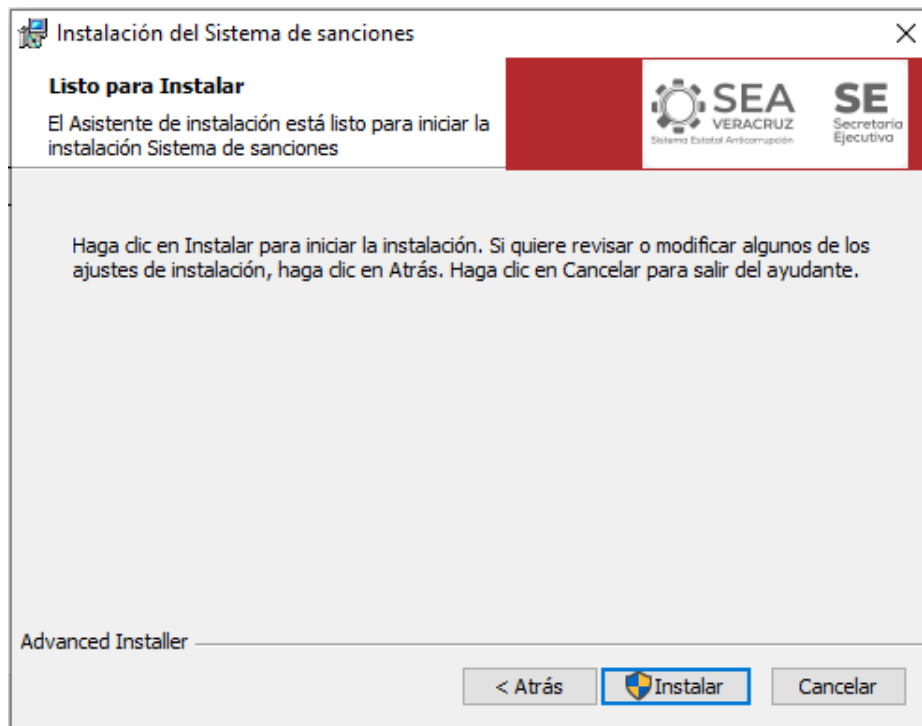 Instalación del Sistema de sanciones
Listo para Instalar
El Asistente de instalación está listo para iniciar la
instalación Sistema de sanciones
SEA
VERACRUZ
Sistema Estatal Anticorrupción
SE
Secretaría
Ejecutiva
Haga clic en Instalar para iniciar la instalación. Si quiere revisar o modificar algunos de los
ajustes de instalación, haga clic en Atrás. Haga clic en Cancelar para salir del ayudante.
Advanced Installer
< Atrás
Instalar
Cancelar